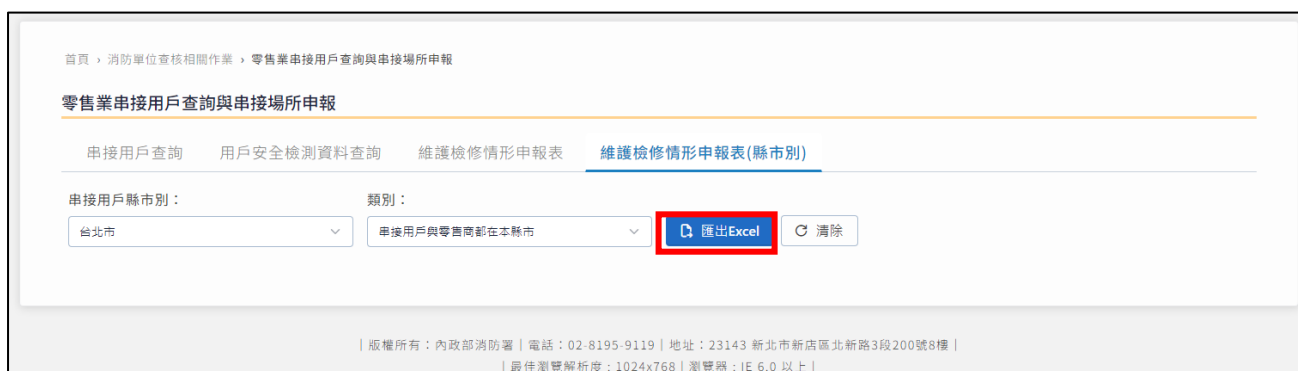 首頁 › 消防單位查核相關作業 › 零售業串接用戶查詢與串接場所申報
零售業串接用戶查詢與串接場所申報
串接用戶查詢 用戶安全檢測資料查詢 維護檢修情形申報表 維護檢修情形申報表(縣市別)
串接用戶縣市別： 類別：
台北市 串接用戶與零售商都在本縣市 匯出Excel 清除
|版權所有：內政部消防署|電話：02-8195-9119|地址：23143 新北市新店區北新路3段200號8樓|
|最佳瀏覽解析度：1024x768|瀏覽器：IE 6.0 以上|